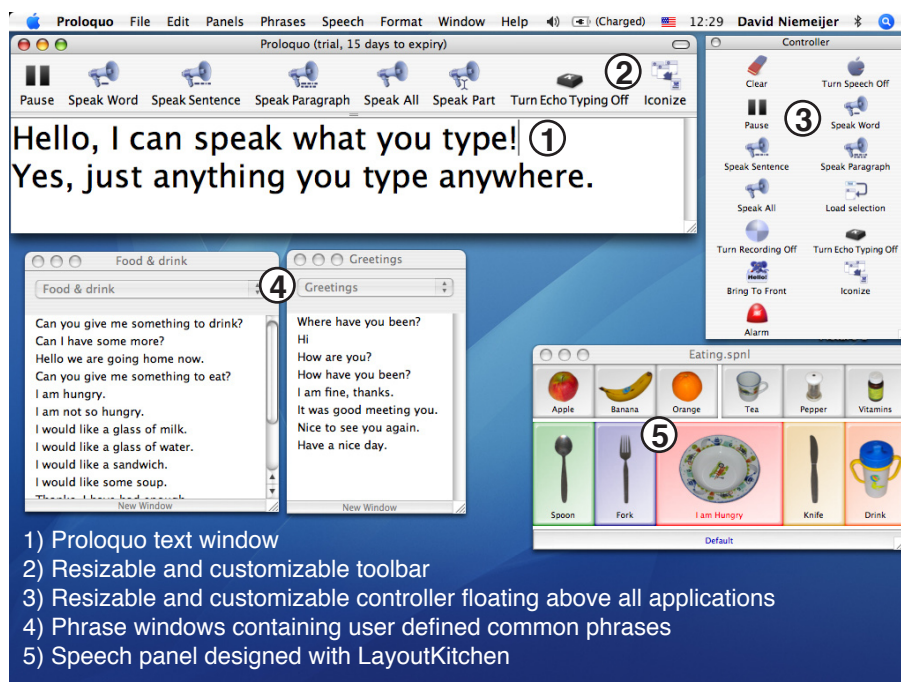 Proloquo File Edit Panels Phrases Speech Format Window Help (Charged) 12:29 David Niemeijer
Proloquo (trial, 15 days to expiry)
Pause Speak Word Speak Sentence Speak Paragraph Speak All Speak Part Turn Echo Typing Off Iconize
2
Hello, I can speak what you type! 1
Yes, just anything you type anywhere.
Controller
Clear Turn Speech Off
Pause 3 Speak Word
Speak Sentence Speak Paragraph
Speak All Load selection
Turn Recording Off Turn Echo Typing Off
Hello!
Bring To Front Iconize
Alarm
Food & drink
Food & drink
4
Can you give me something to drink?
Can I have some more?
Hello we are going home now.
Can you give me something to eat?
I am hungry.
I am not so hungry.
I would like a glass of milk.
I would like a glass of water.
I would like a sandwich.
I would like some soup.
Thanks, I have had enough.
New Window
Greetings
Greetings
Where have you been?
Hi
How are you?
How have you been?
I am fine, thanks.
It was good meeting you.
Nice to see you again.
Have a nice day.
New Window
Eating.spnl
Apple Banana Orange Tea Pepper Vitamins
5
Spoon Fork I am Hungry Knife Drink
Default
1) Proloquo text window
2) Resizable and customizable toolbar
3) Resizable and customizable controller floating above all applications
4) Phrase windows containing user defined common phrases
5) Speech panel designed with LayoutKitchen